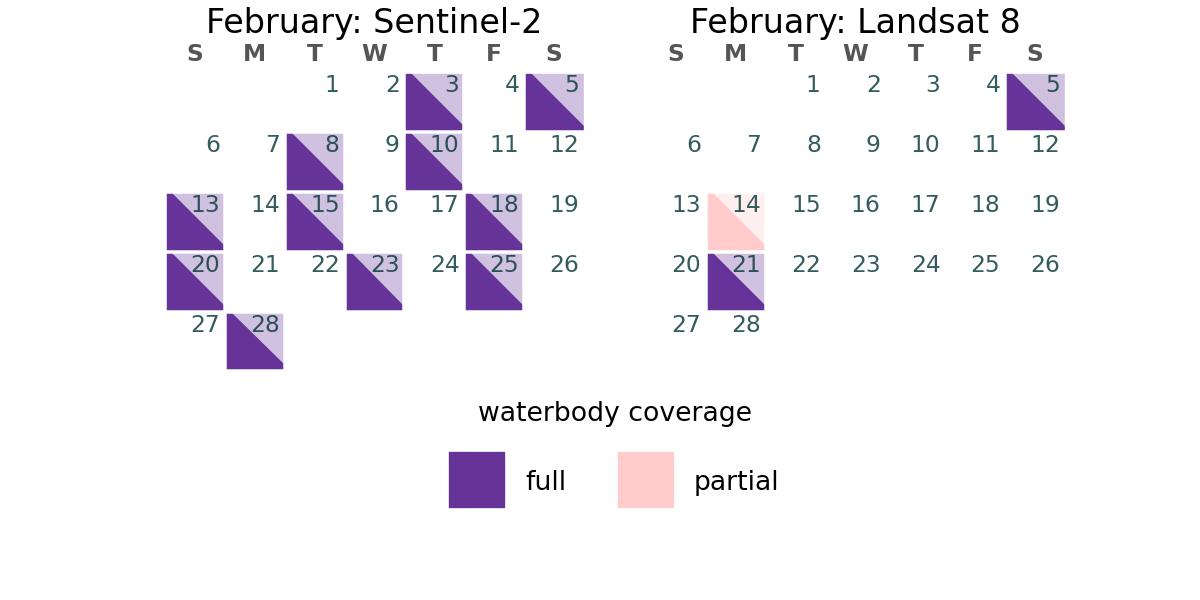 February: Sentinel-2
S M T W T F S
1 2 3 4 5
6 7 8 9 10 11 12
13 14 15 16 17 18 19
20 21 22 23 24 25 26
27 28
February: Landsat 8
S M T W T F S
1 2 3 4 5
6 7 8 9 10 11 12
13 14 15 16 17 18 19
20 21 22 23 24 25 26
27 28
waterbody coverage
full
partial